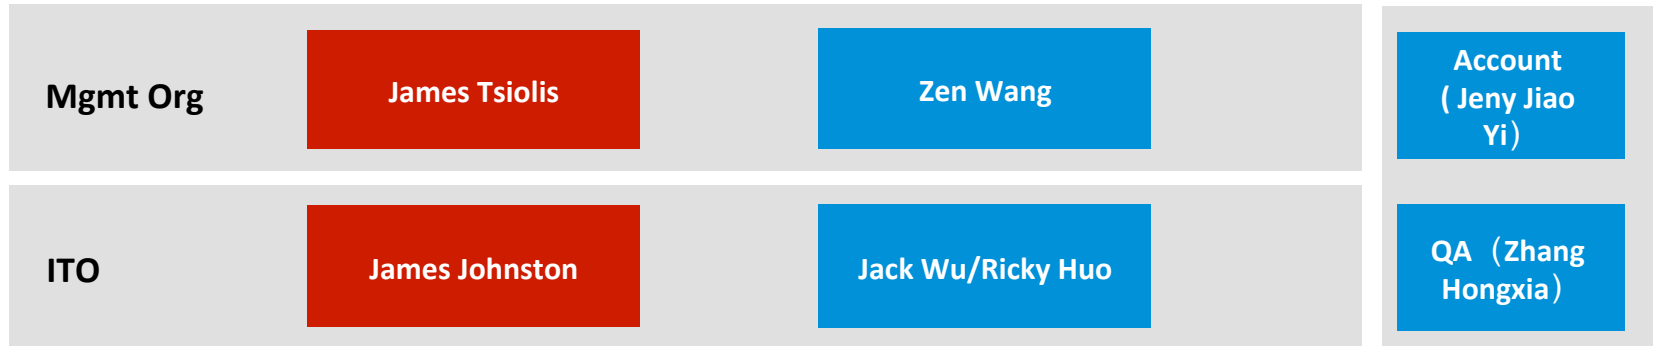 Mgmt Org
James Tsiolis
Zen Wang
Account
( Jeny Jiao
Yi）
ITO
James Johnston
Jack Wu/Ricky Huo
QA（Zhang
Hongxia）